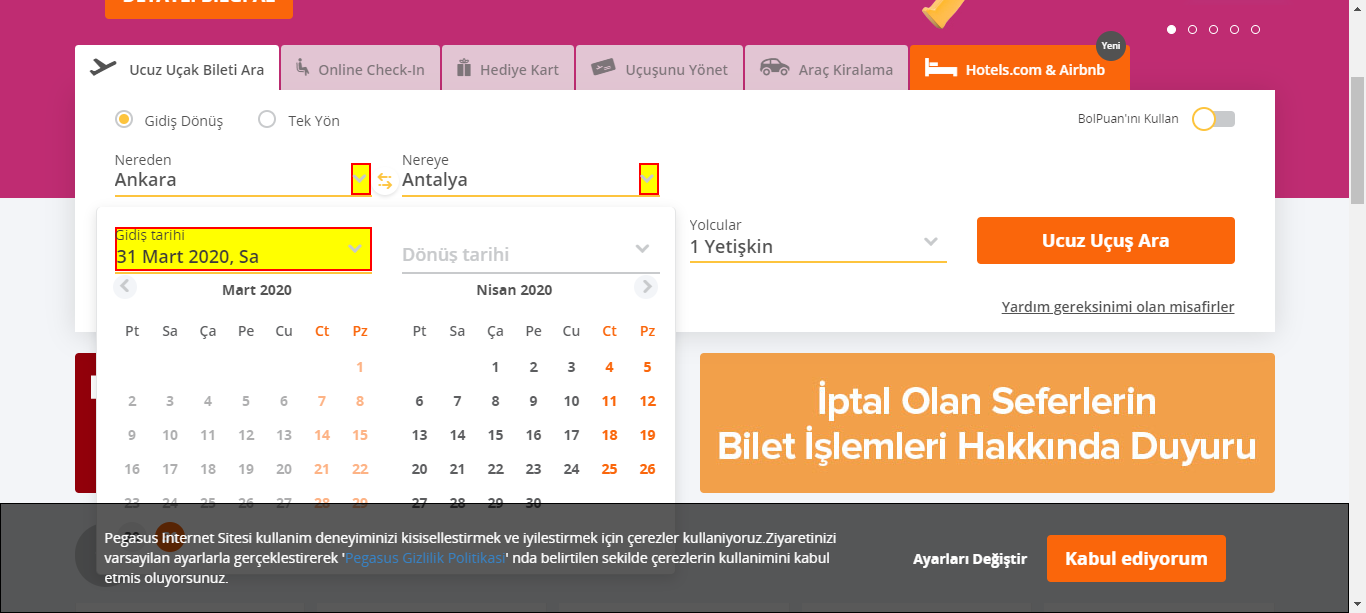 DETAYLI BİLGİ AL
Yeni
Ucuz Uçak Bileti Ara
Online Check-In
Hediye Kart
Uçuşunu Yönet
Araç Kiralama
Hotels.com & Airbnb
Gidiş Dönüş
Tek Yön
BolPuan'ını Kullan
Nereden
Nereye
Ankara
Antalya
Gidiş tarihi
31 Mart 2020, Sa
Dönüş tarihi
Yolcular
1 Yetişkin
Ucuz Uçuş Ara
Yardım gereksinimi olan misafirler
Mart 2020
Pt Sa Ça Pe Cu Ct Pz
1
2 3 4 5 6 7 8
9 10 11 12 13 14 15
16 17 18 19 20 21 22
23 24 25 26 27 28 29
Nisan 2020
Pt Sa Ça Pe Cu Ct Pz
1 2 3 4 5
6 7 8 9 10 11 12
13 14 15 16 17 18 19
20 21 22 23 24 25 26
27 28 29 30
İptal Olan Seferlerin
Bilet İşlemleri Hakkında Duyuru
Pegasus Internet Sitesi kullanim deneyiminizi kisisellestirmek ve iyilestirmek için çerezler kullaniyoruz.Ziyaretinizi
varsayilan ayarlarla gerçeklestirerek 'Pegasus Gizlilik Politikasi' nda belirtilen sekilde çerezlerin kullanimini kabul
etmis oluyorsunuz.
Ayarları Değiştir
Kabul ediyorum